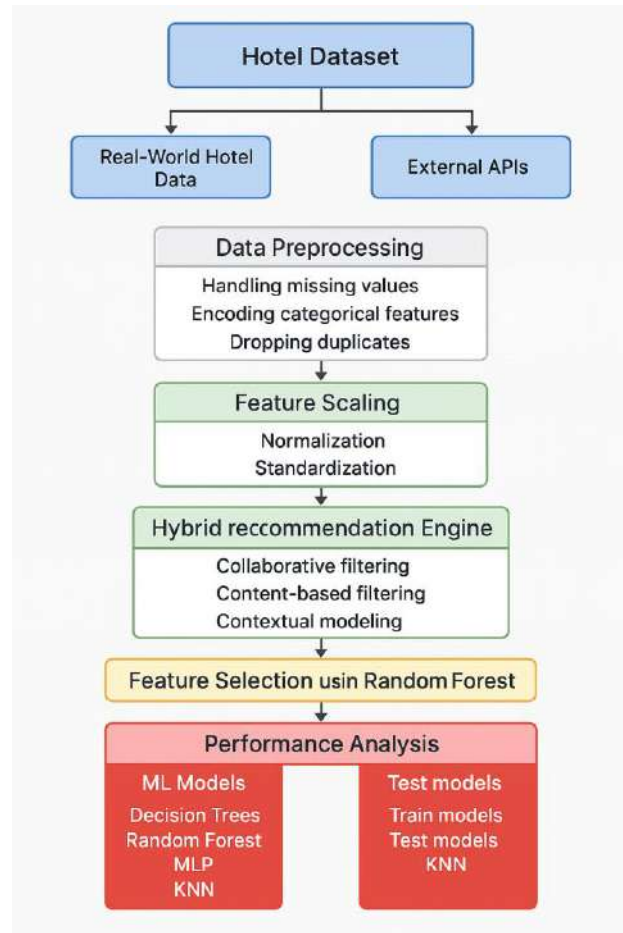 Hotel Dataset
Real-World Hotel
Data
External APIs
Data Preprocessing
Handling missing values
Encoding categorical features
Dropping duplicates
Feature Scaling
Normalization
Standardization
Hybrid reccommendation Engine
Collaborative filtering
Content-based filtering
Contextual modeling
Feature Selection usin Random Forest
Performance Analysis
ML Models
Decision Trees
Random Forest
MLP
KNN
Test models
Train models
Test models
KNN